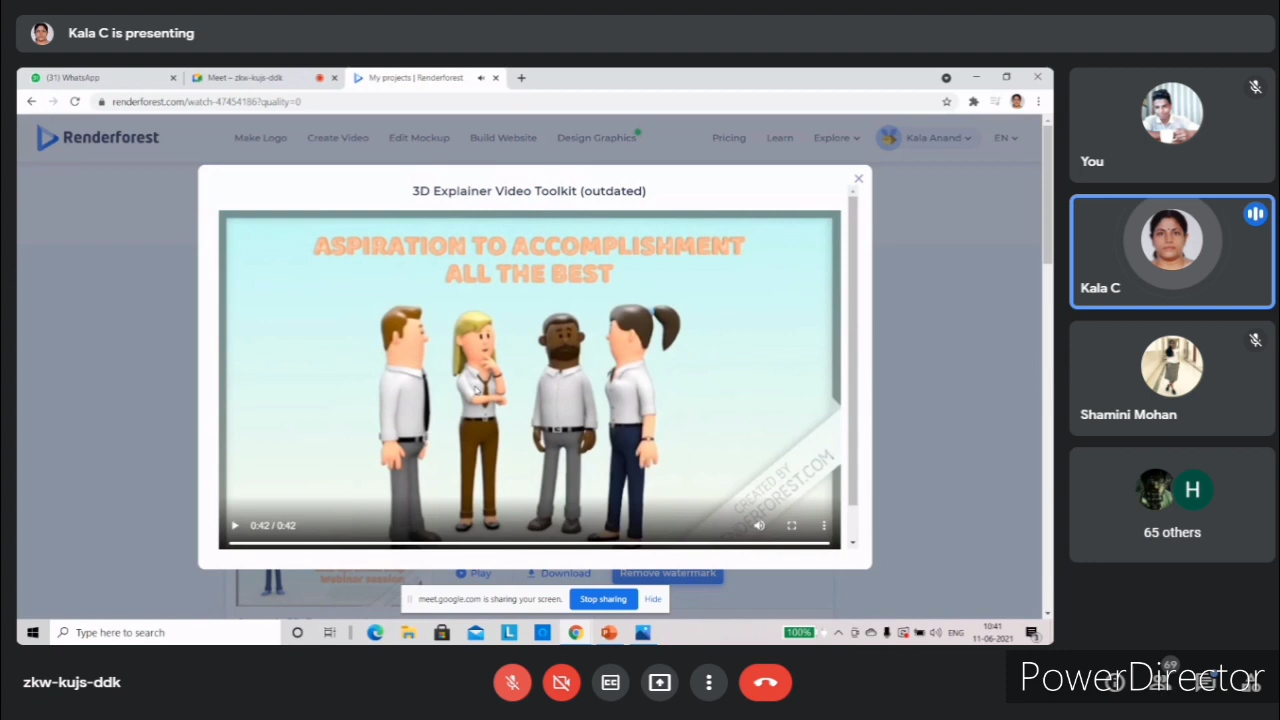 Kala C is presenting
(31) WhatsApp
Meet – zkw-kujs-ddk
My projects | Renderforest
renderforest.com/watch-47454186?quality=0
Renderforest
Make Logo
Create Video
Edit Mockup
Build Website
Design Graphics
Pricing
Learn
Explore
Kala Anand
EN
3D Explainer Video Toolkit (outdated)
ASPIRATION TO ACCOMPLISHMENT
ALL THE BEST
CREATED BY
RENDERFOREST.COM
0:42 / 0:42
Webinar session
Play
Download
Remove watermark
meet.google.com is sharing your screen.
Stop sharing
Hide
Type here to search
100%
ENG
10:41
11-06-2021
You
Kala C
Shamini Mohan
H
65 others
zkw-kujs-ddk
69
PowerDirector